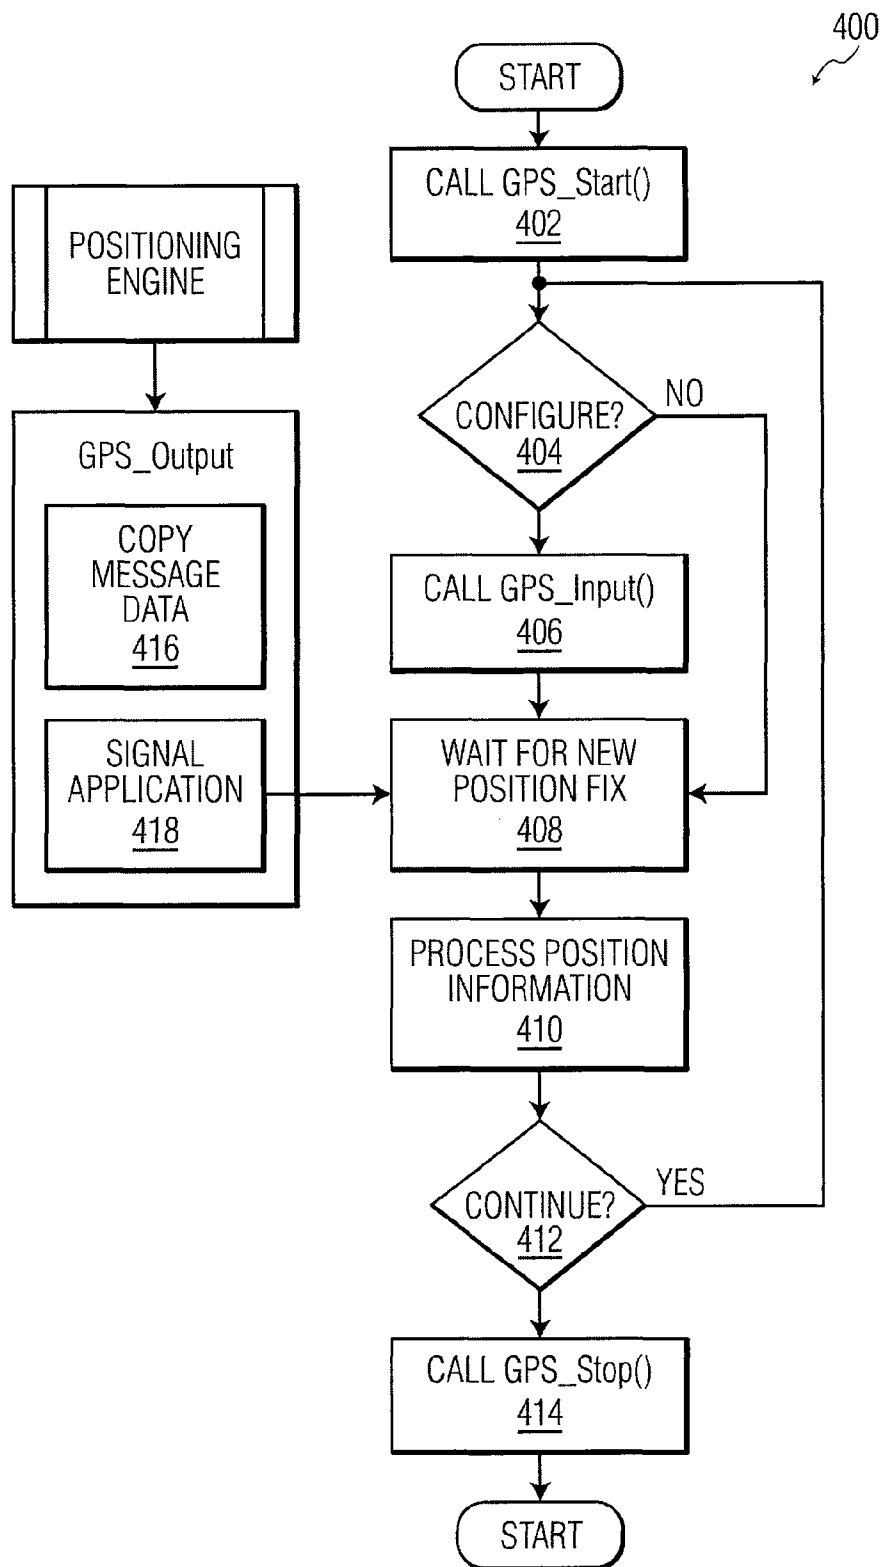 400
START
CALL GPS_Start()
402
POSITIONING
ENGINE
CONFIGURE?
404
NO
GPS_Output
COPY
MESSAGE
DATA
416
CALL GPS_Input()
406
SIGNAL
APPLICATION
418
WAIT FOR NEW
POSITION FIX
408
PROCESS POSITION
INFORMATION
410
CONTINUE?
412
YES
CALL GPS_Stop()
414
START